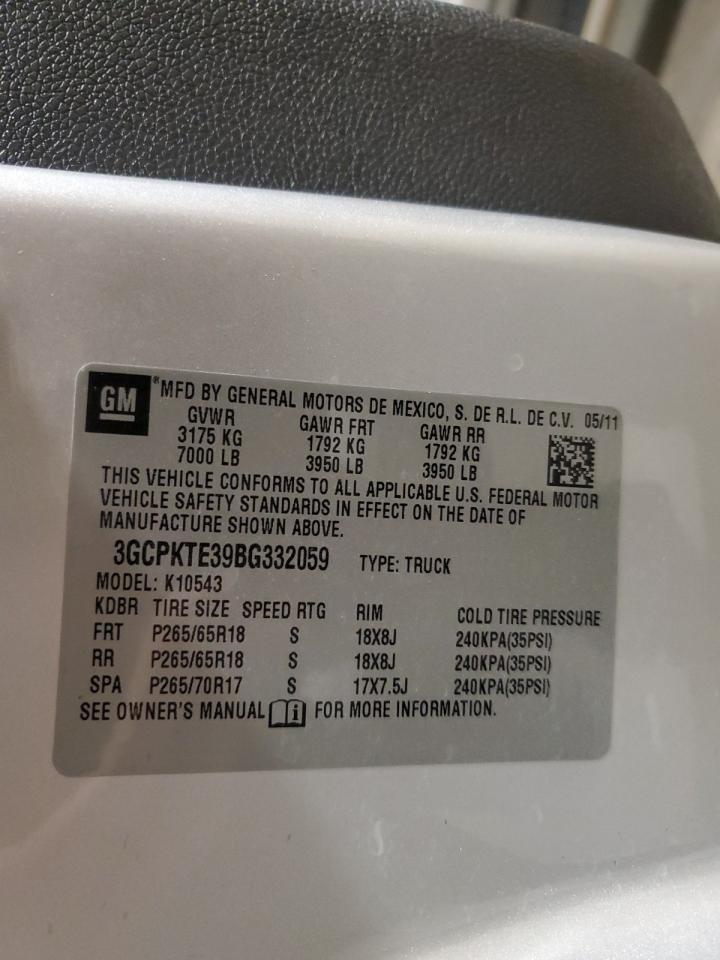 GM ® MFD BY GENERAL MOTORS DE MEXICO, S. DE R.L. DE C.V. 05/11
GVWR GAWR FRT GAWR RR
3175 KG 1792 KG 1792 KG
7000 LB 3950 LB 3950 LB
THIS VEHICLE CONFORMS TO ALL APPLICABLE U.S. FEDERAL MOTOR
VEHICLE SAFETY STANDARDS IN EFFECT ON THE DATE OF
MANUFACTURE SHOWN ABOVE.
3GCPKTE39BG332059 TYPE: TRUCK
MODEL: K10543
KDBR TIRE SIZE SPEED RTG RIM COLD TIRE PRESSURE
FRT P265/65R18 S 18X8J 240KPA(35PSI)
RR P265/65R18 S 18X8J 240KPA(35PSI)
SPA P265/70R17 S 17X7.5J 240KPA(35PSI)
SEE OWNER'S MANUAL i FOR MORE INFORMATION.